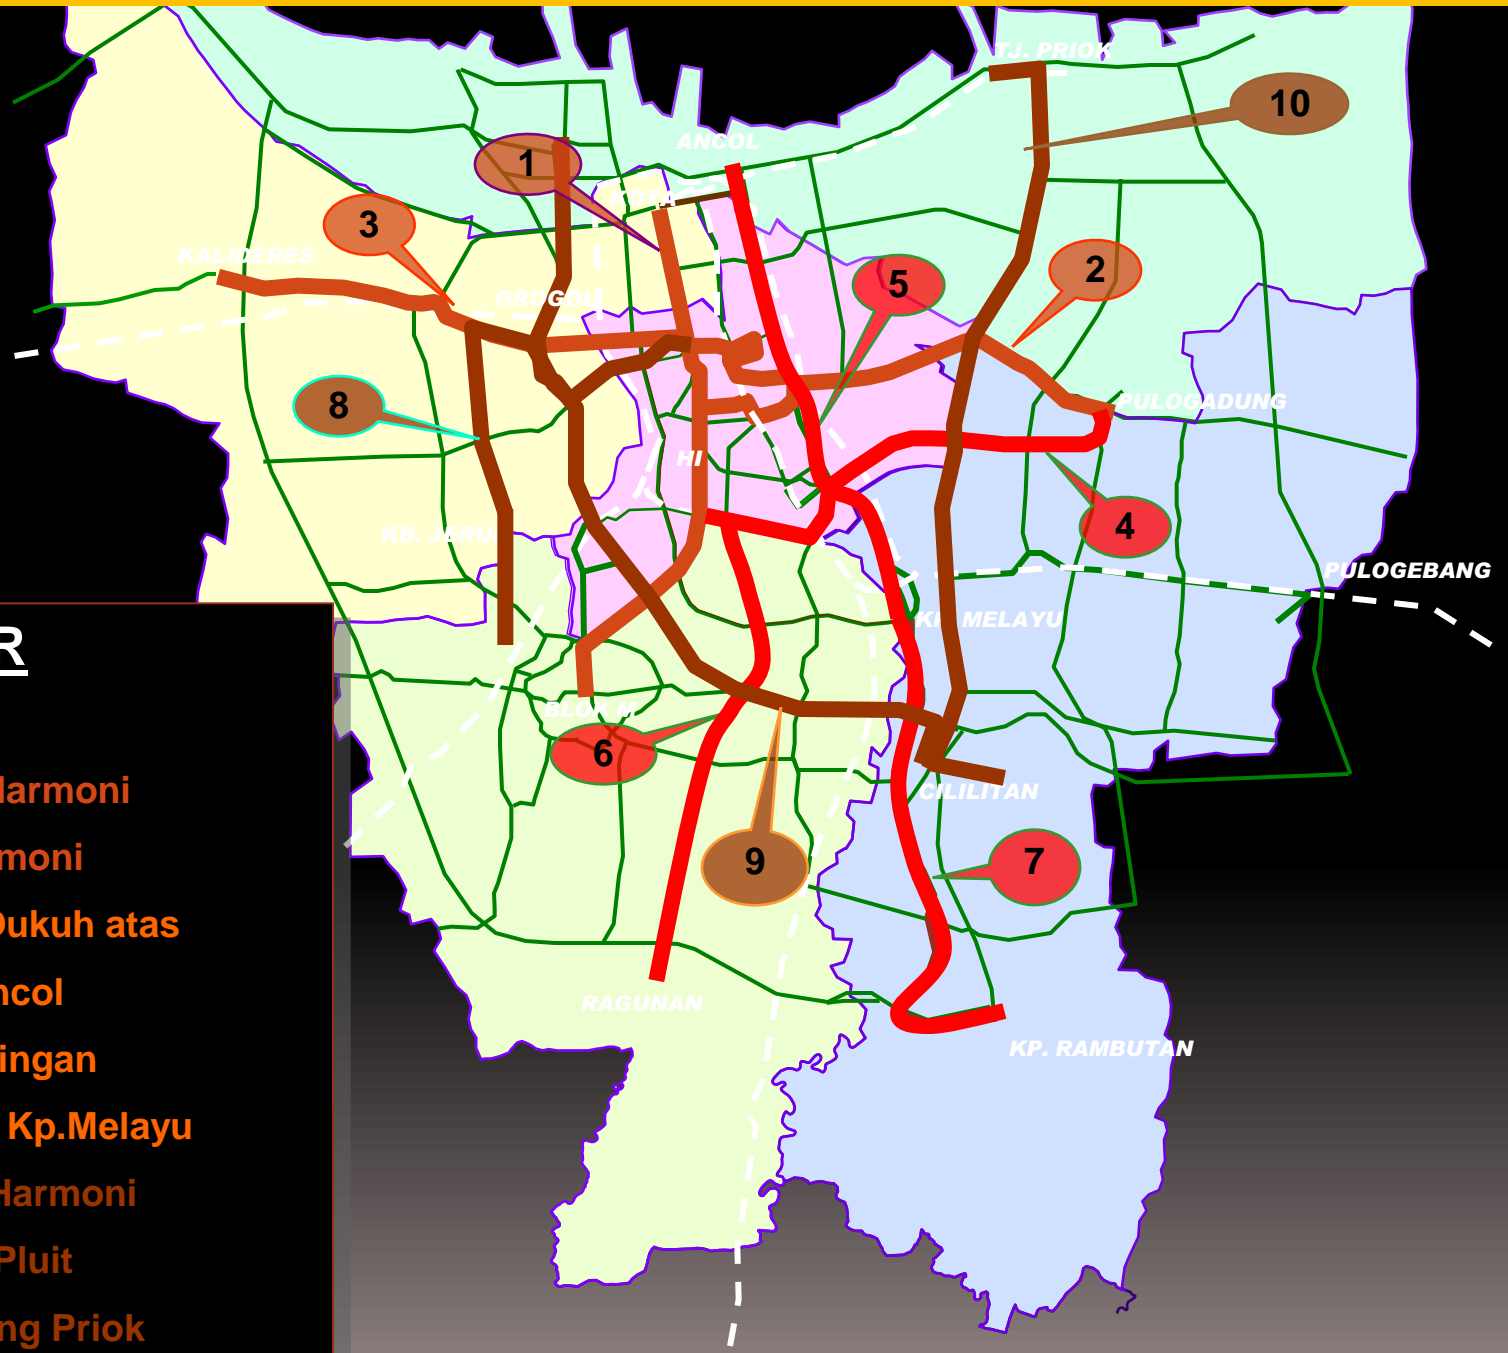 TJ. PRIOK
10
ANCOL
1
KOTA
3
KALIDERES
2
5
GROGOL
8
PULOGADUNG
HI
4
KB. JERU
PULOGEBANG
KP. MELAYU
R
BLOK M
6
CILILITAN
armoni
moni
9
7
Dukuh atas
ncol
RAGUNAN
KP. RAMBUTAN
ingan
Kp.Melayu
Harmoni
Pluit
ng Priok